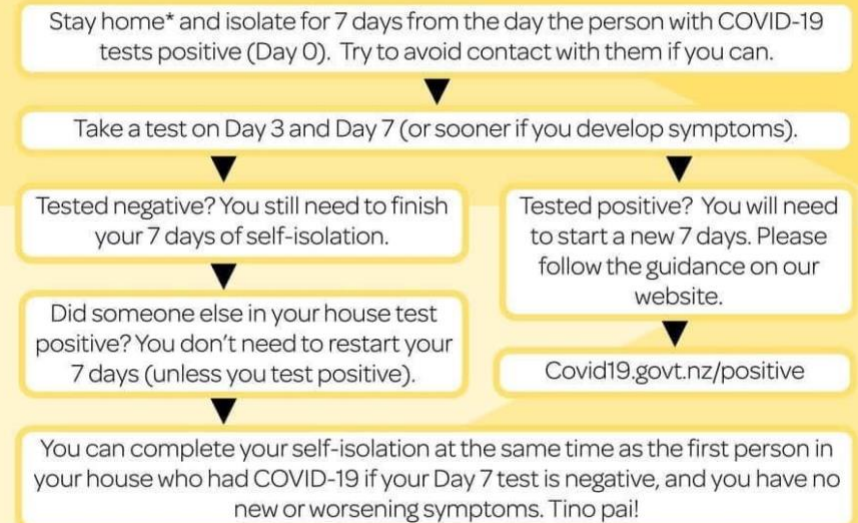 Stay home* and isolate for 7 days from the day the person with COVID-19
tests positive (Day 0). Try to avoid contact with them if you can.
Take a test on Day 3 and Day 7 (or sooner if you develop symptoms).
Tested negative? You still need to finish
your 7 days of self-isolation.
Did someone else in your house test
positive? You don't need to restart your
7 days (unless you test positive).
Tested positive? You will need
to start a new 7 days. Please
follow the guidance on our
website.
Covid19.govt.nz/positive
You can complete your self-isolation at the same time as the first person in
your house who had COVID-19 if your Day 7 test is negative, and you have no
new or worsening symptoms. Tino pai!